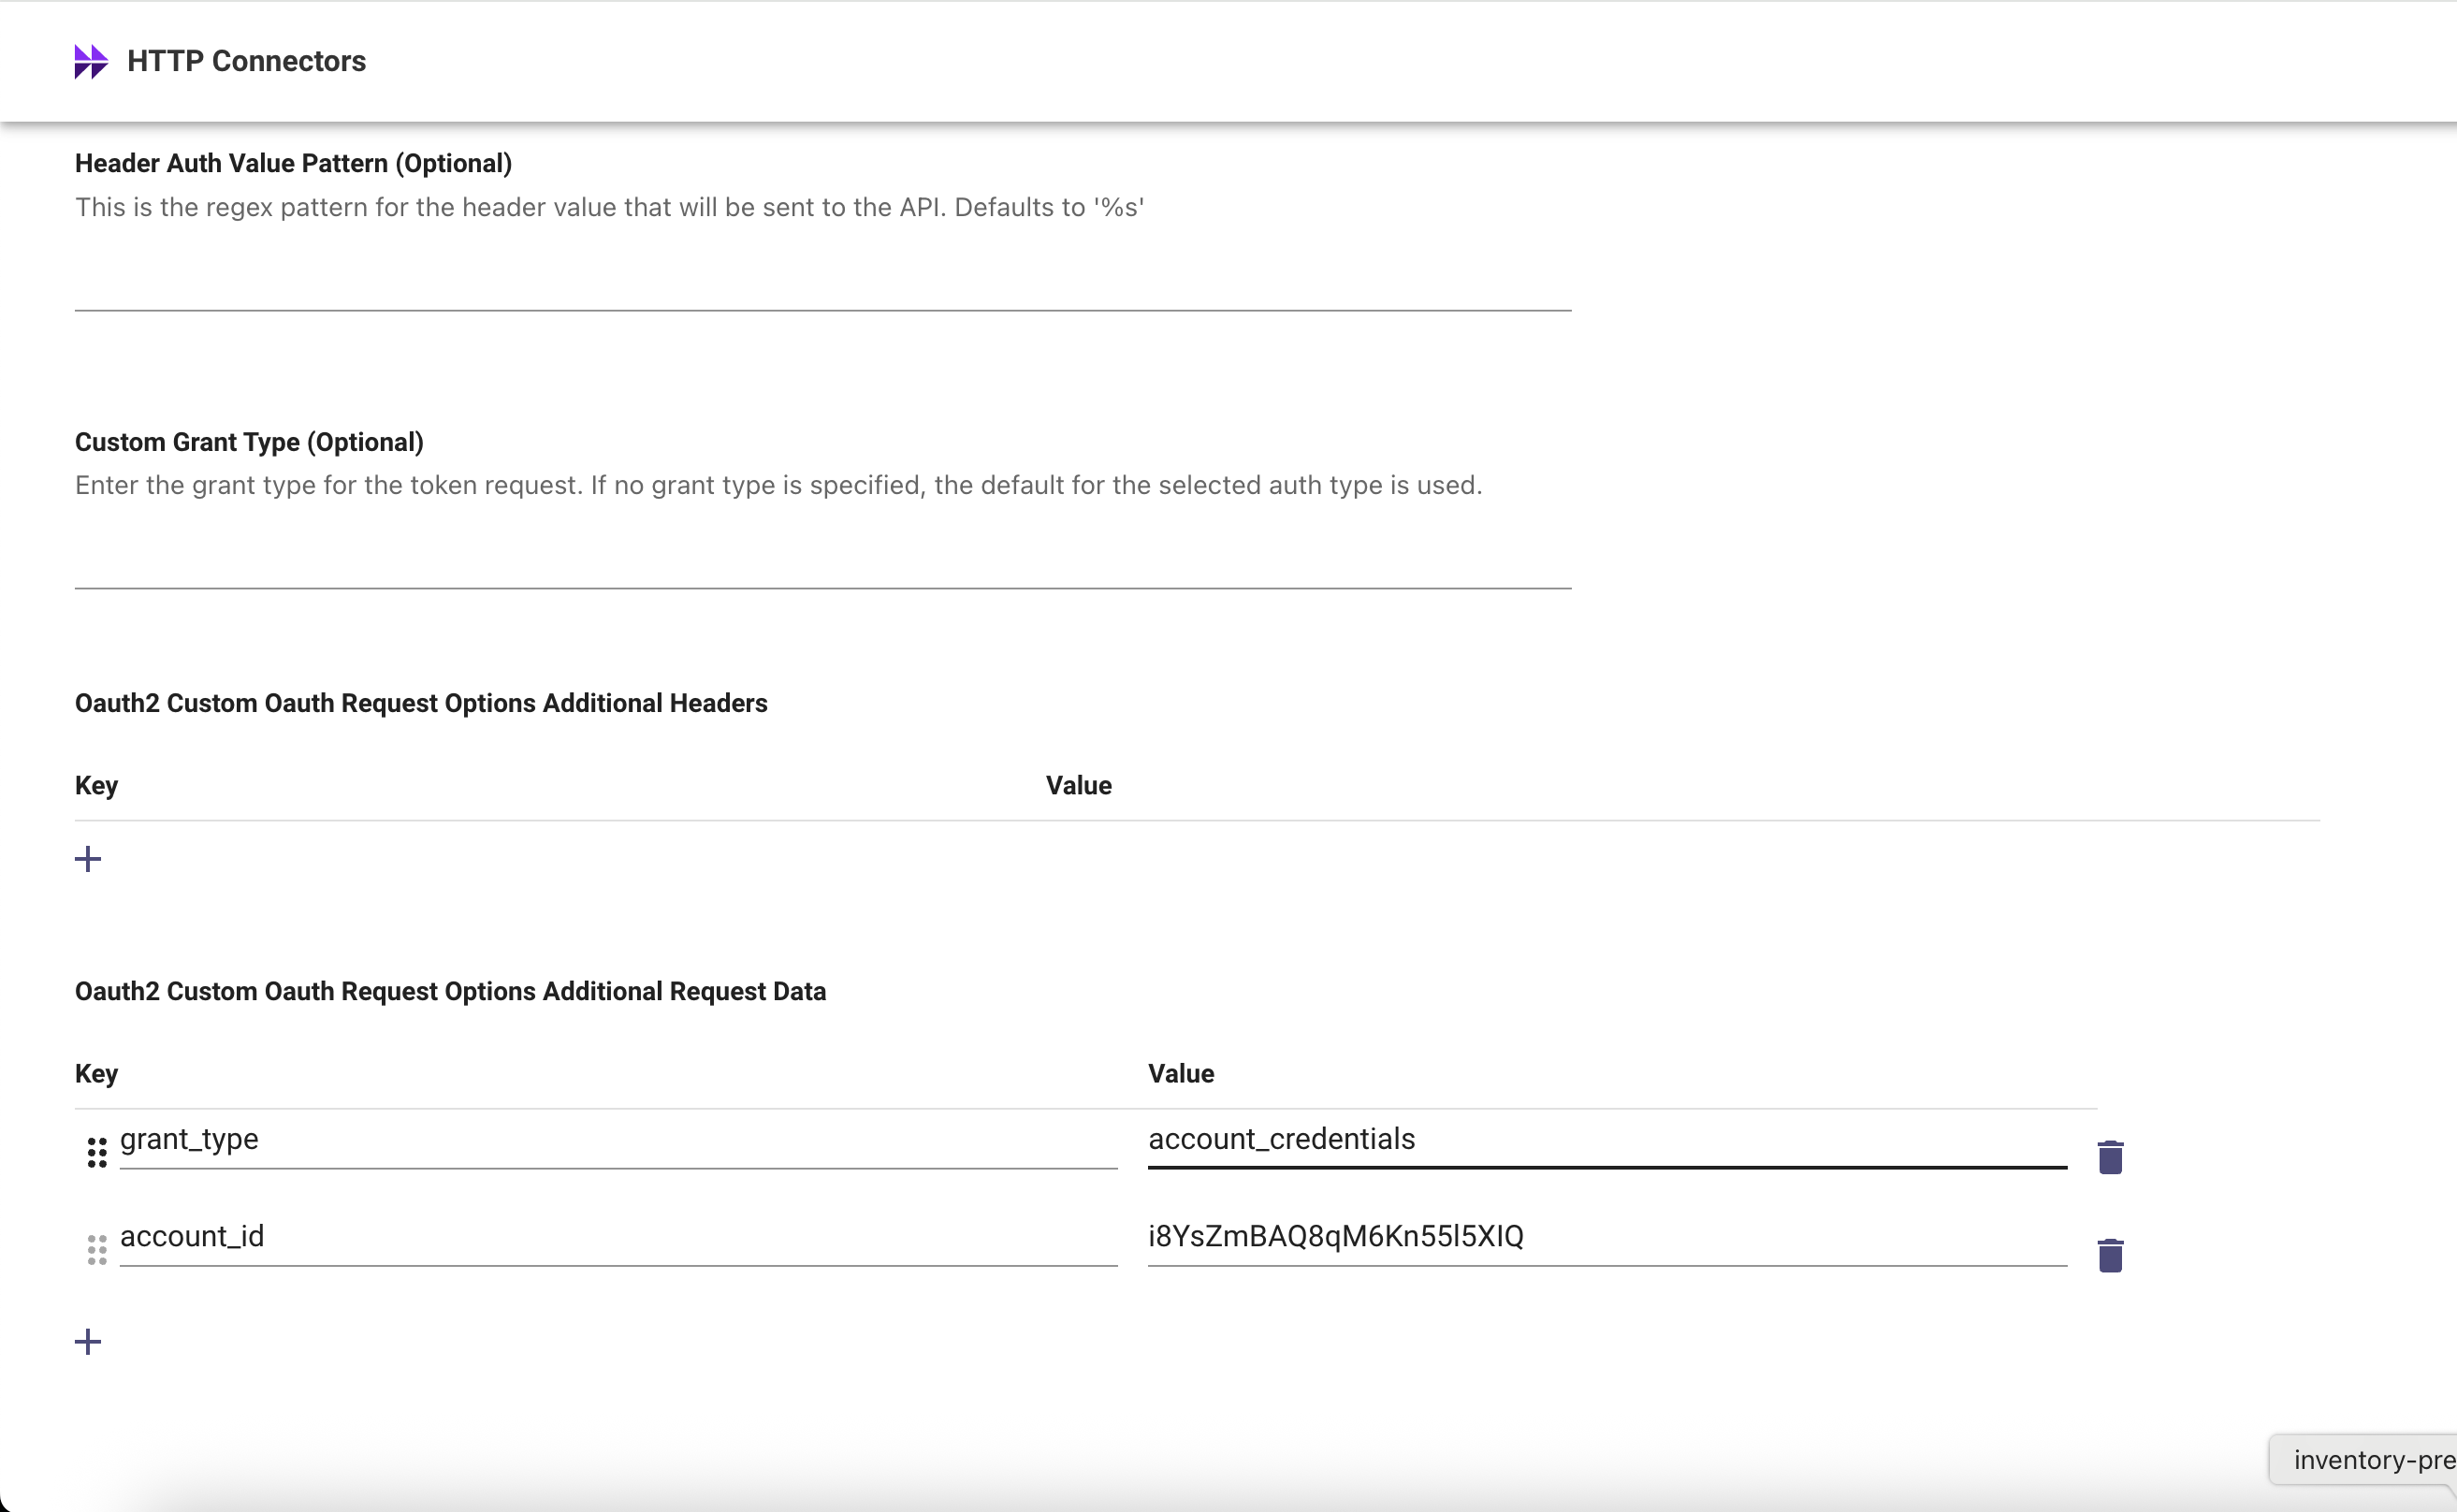 HTTP Connectors
Header Auth Value Pattern (Optional)
This is the regex pattern for the header value that will be sent to the API. Defaults to '%s'
Custom Grant Type (Optional)
Enter the grant type for the token request. If no grant type is specified, the default for the selected auth type is used.
Oauth2 Custom Oauth Request Options Additional Headers
Key Value
Oauth2 Custom Oauth Request Options Additional Request Data
Key Value
grant_type account_credentials
account_id i8YsZmBAQ8qM6Kn55l5XIQ
inventory-pre